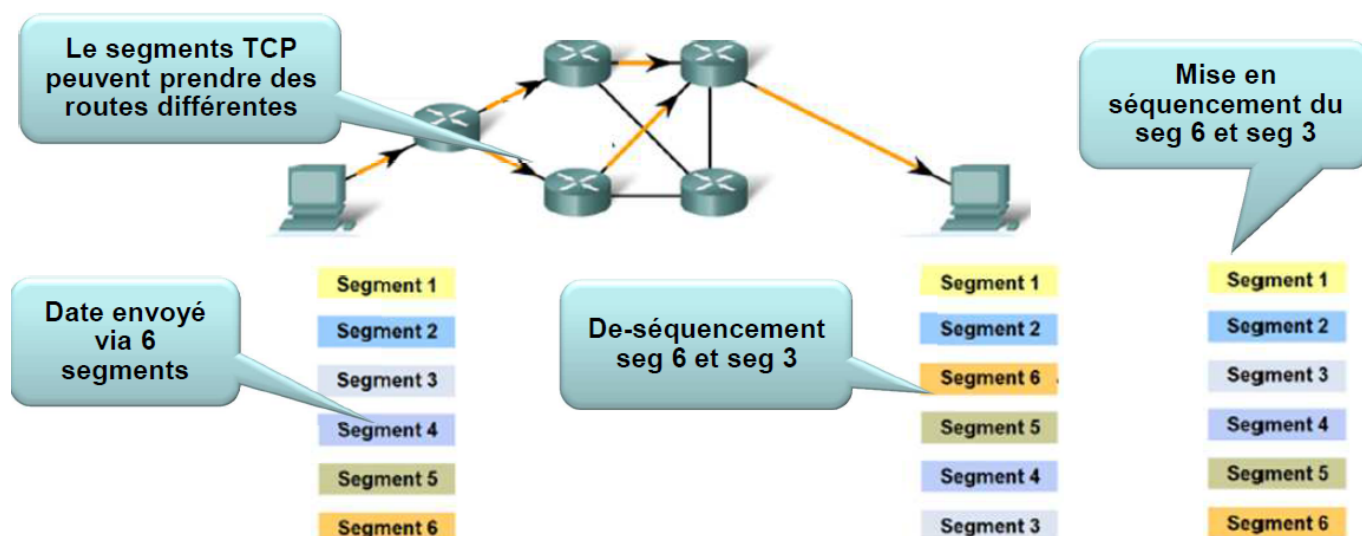 Le segments TCP
peuvent prendre des
routes différentes
Mise en
séquencement du
seg 6 et seg 3
Date envoyé
via 6
segments
Segment 1
Segment 2
Segment 3
Segment 4
Segment 5
Segment 6
De-séquencement
seg 6 et seg 3
Segment 1
Segment 2
Segment 6
Segment 5
Segment 4
Segment 3
Segment 1
Segment 2
Segment 3
Segment 4
Segment 5
Segment 6